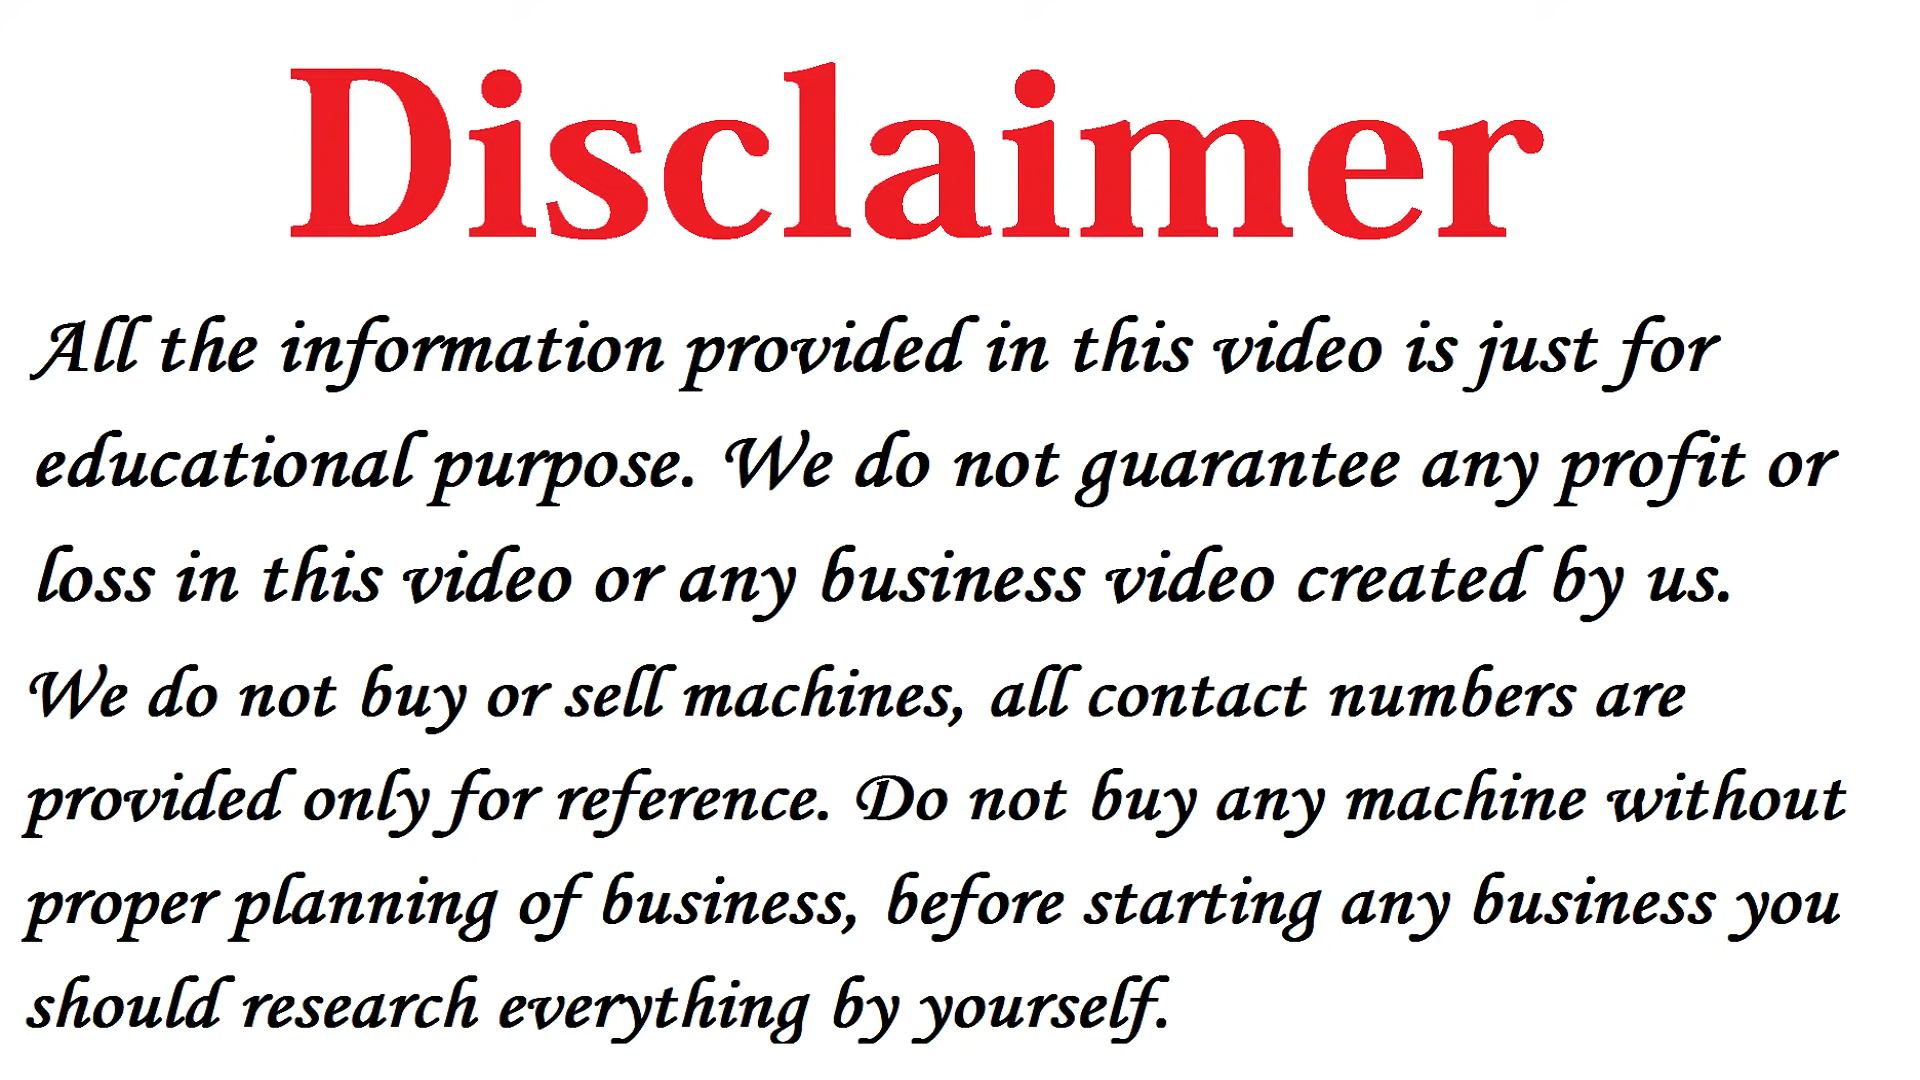 Disclaimer
All the information provided in this video is just for
educational purpose. We do not guarantee any profit or
loss in this video or any business video created by us.
We do not buy or sell machines, all contact numbers are
provided only for reference. Do not buy any machine without
proper planning of business, before starting any business you
should research everything by yourself.